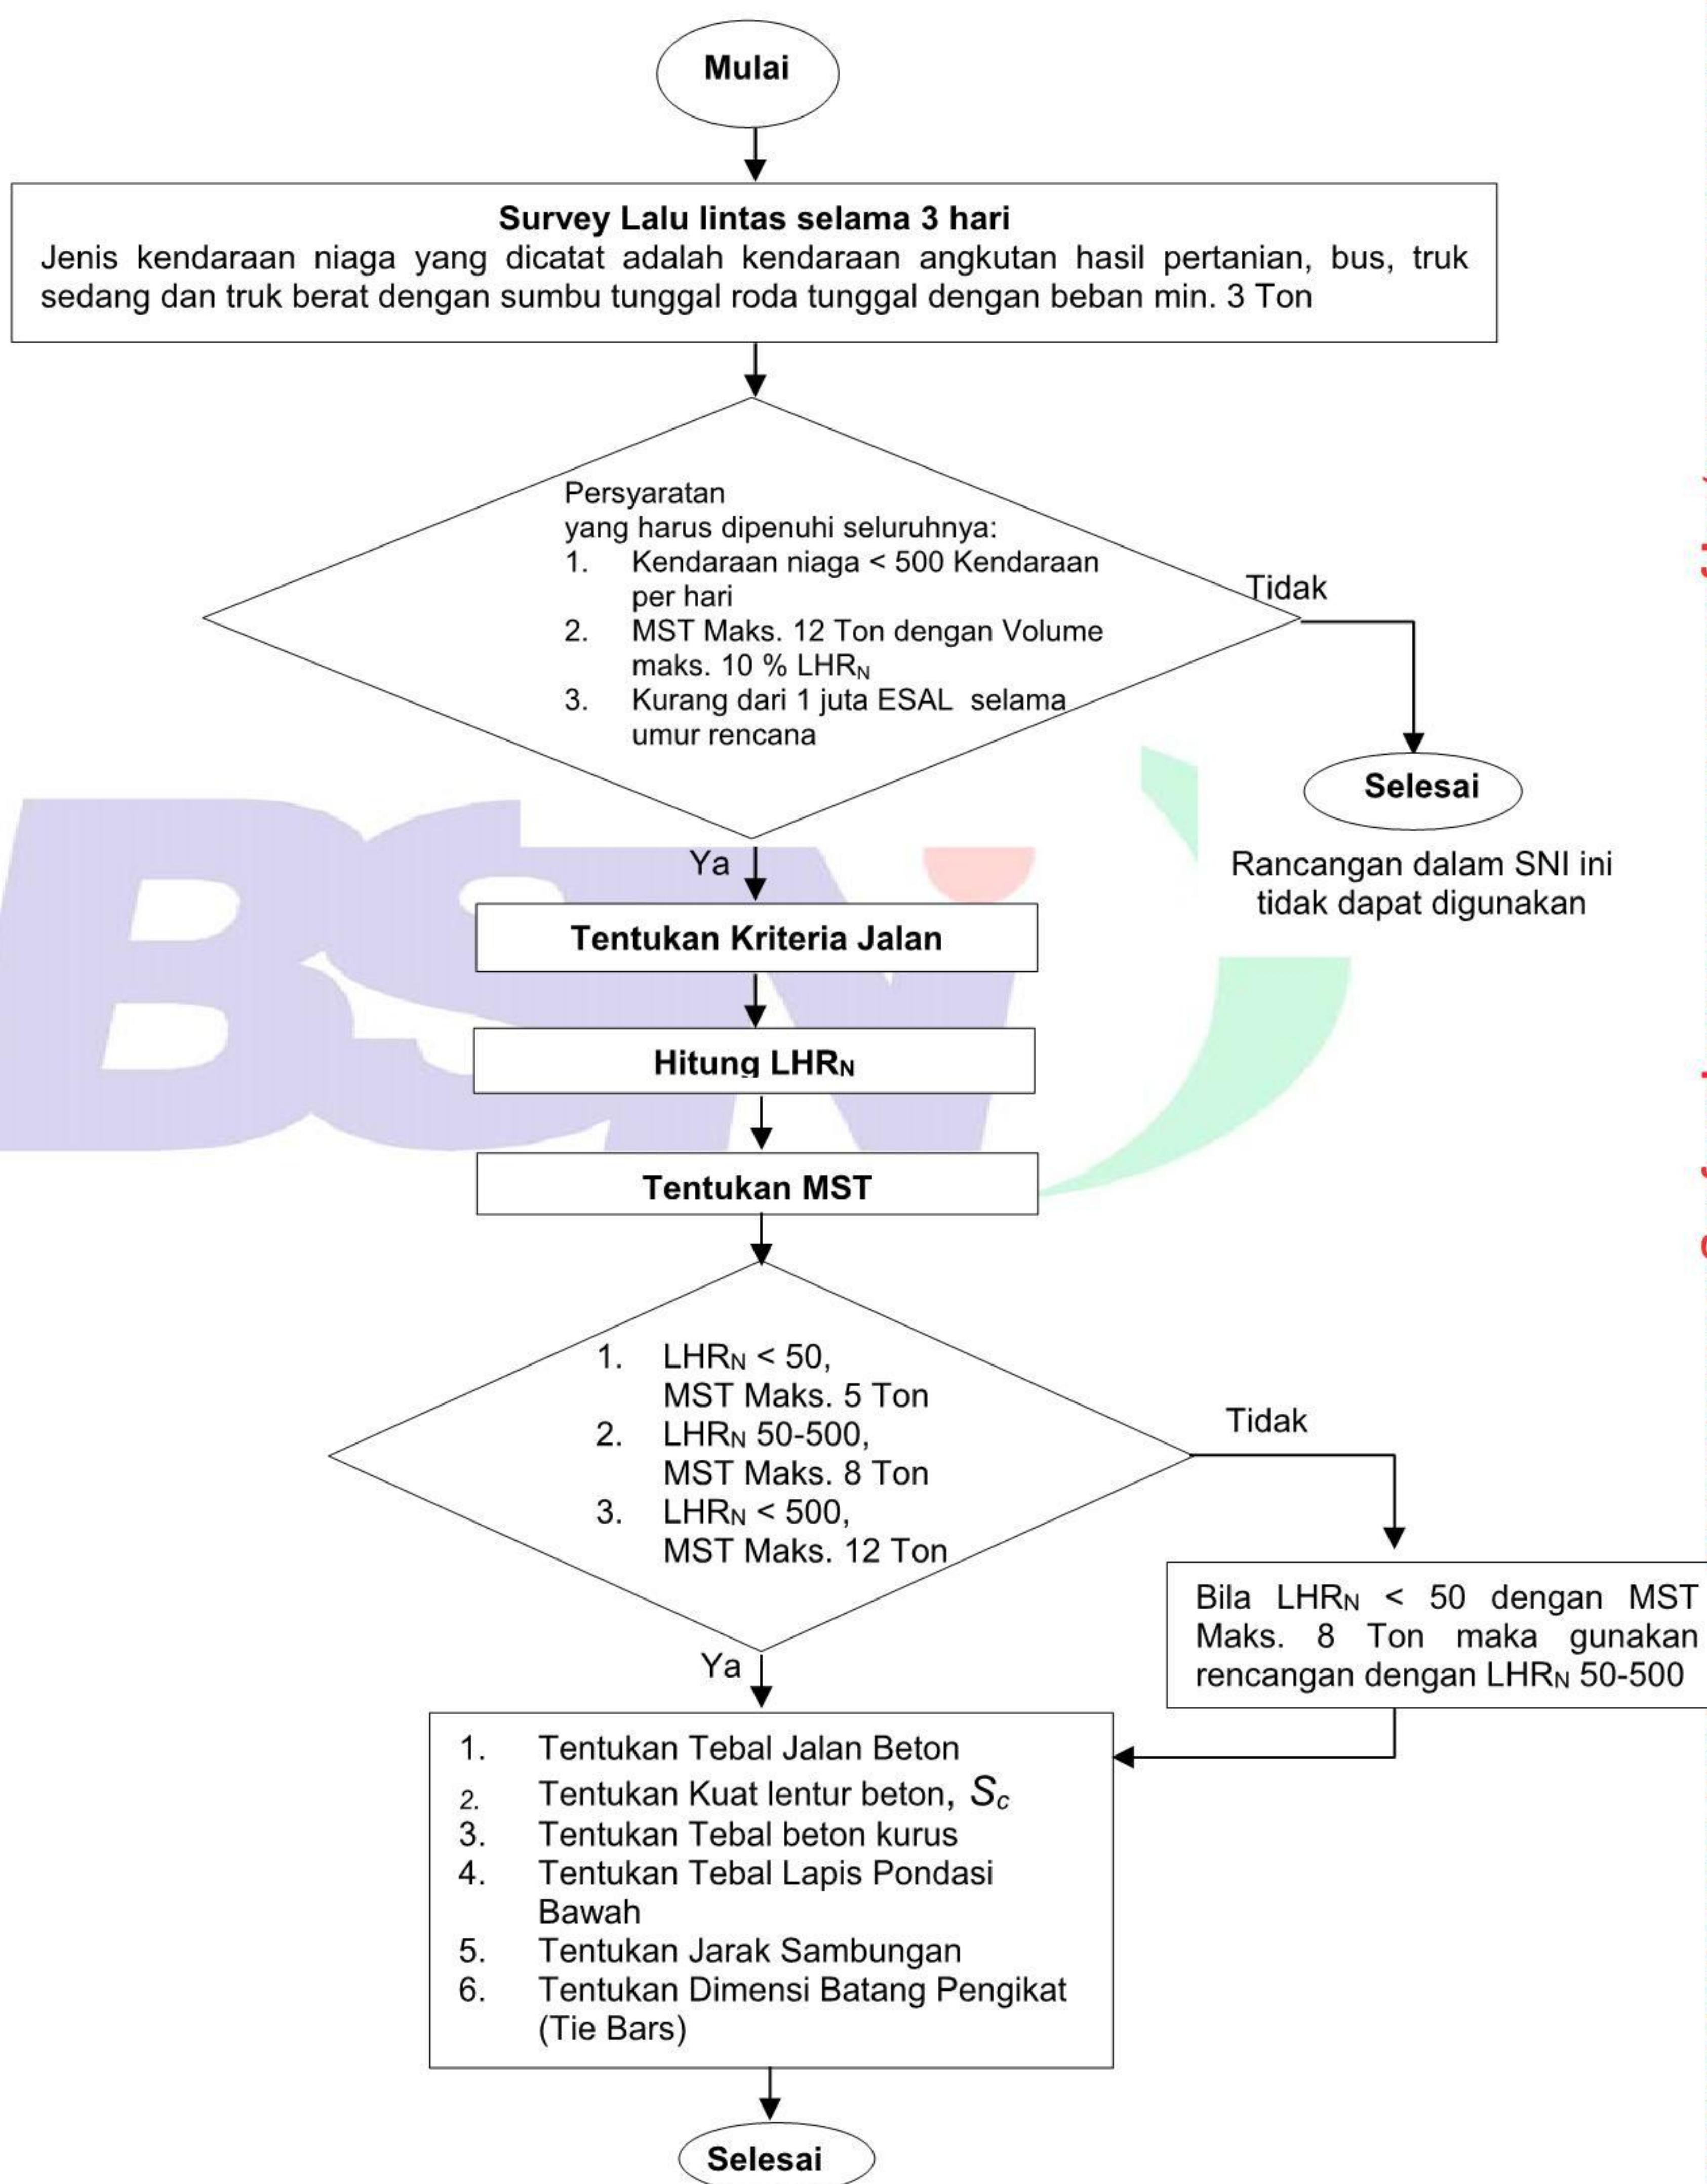 Mulai
Survey Lalu lintas selama 3 hari
Jenis kendaraan niaga yang dicatat adalah kendaraan angkutan hasil pertanian, bus, truk
sedang dan truk berat dengan sumbu tunggal roda tunggal dengan beban min. 3 Ton
Persyaratan
yang harus dipenuhi seluruhnya:
1. Kendaraan niaga < 500 Kendaraan
per hari
2. MST Maks. 12 Ton dengan Volume
maks. 10 % LHRN
3. Kurang dari 1 juta ESAL selama
umur rencana
Tidak
Selesai
Rancangan dalam SNI ini
tidak dapat digunakan
Ya
Tentukan Kriteria Jalan
Hitung LHRN
Tentukan MST
1. LHRN < 50,
MST Maks. 5 Ton
2. LHRN 50-500,
MST Maks. 8 Ton
3. LHRN < 500,
MST Maks. 12 Ton
Tidak
Bila LHRN < 50 dengan MST
Maks. 8 Ton maka gunakan
rencangan dengan LHRN 50-500
Ya
1. Tentukan Tebal Jalan Beton
2. Tentukan Kuat lentur beton, Sc
3. Tentukan Tebal beton kurus
4. Tentukan Tebal Lapis Pondasi
Bawah
5. Tentukan Jarak Sambungan
6. Tentukan Dimensi Batang Pengikat
(Tie Bars)
Selesai
BSN